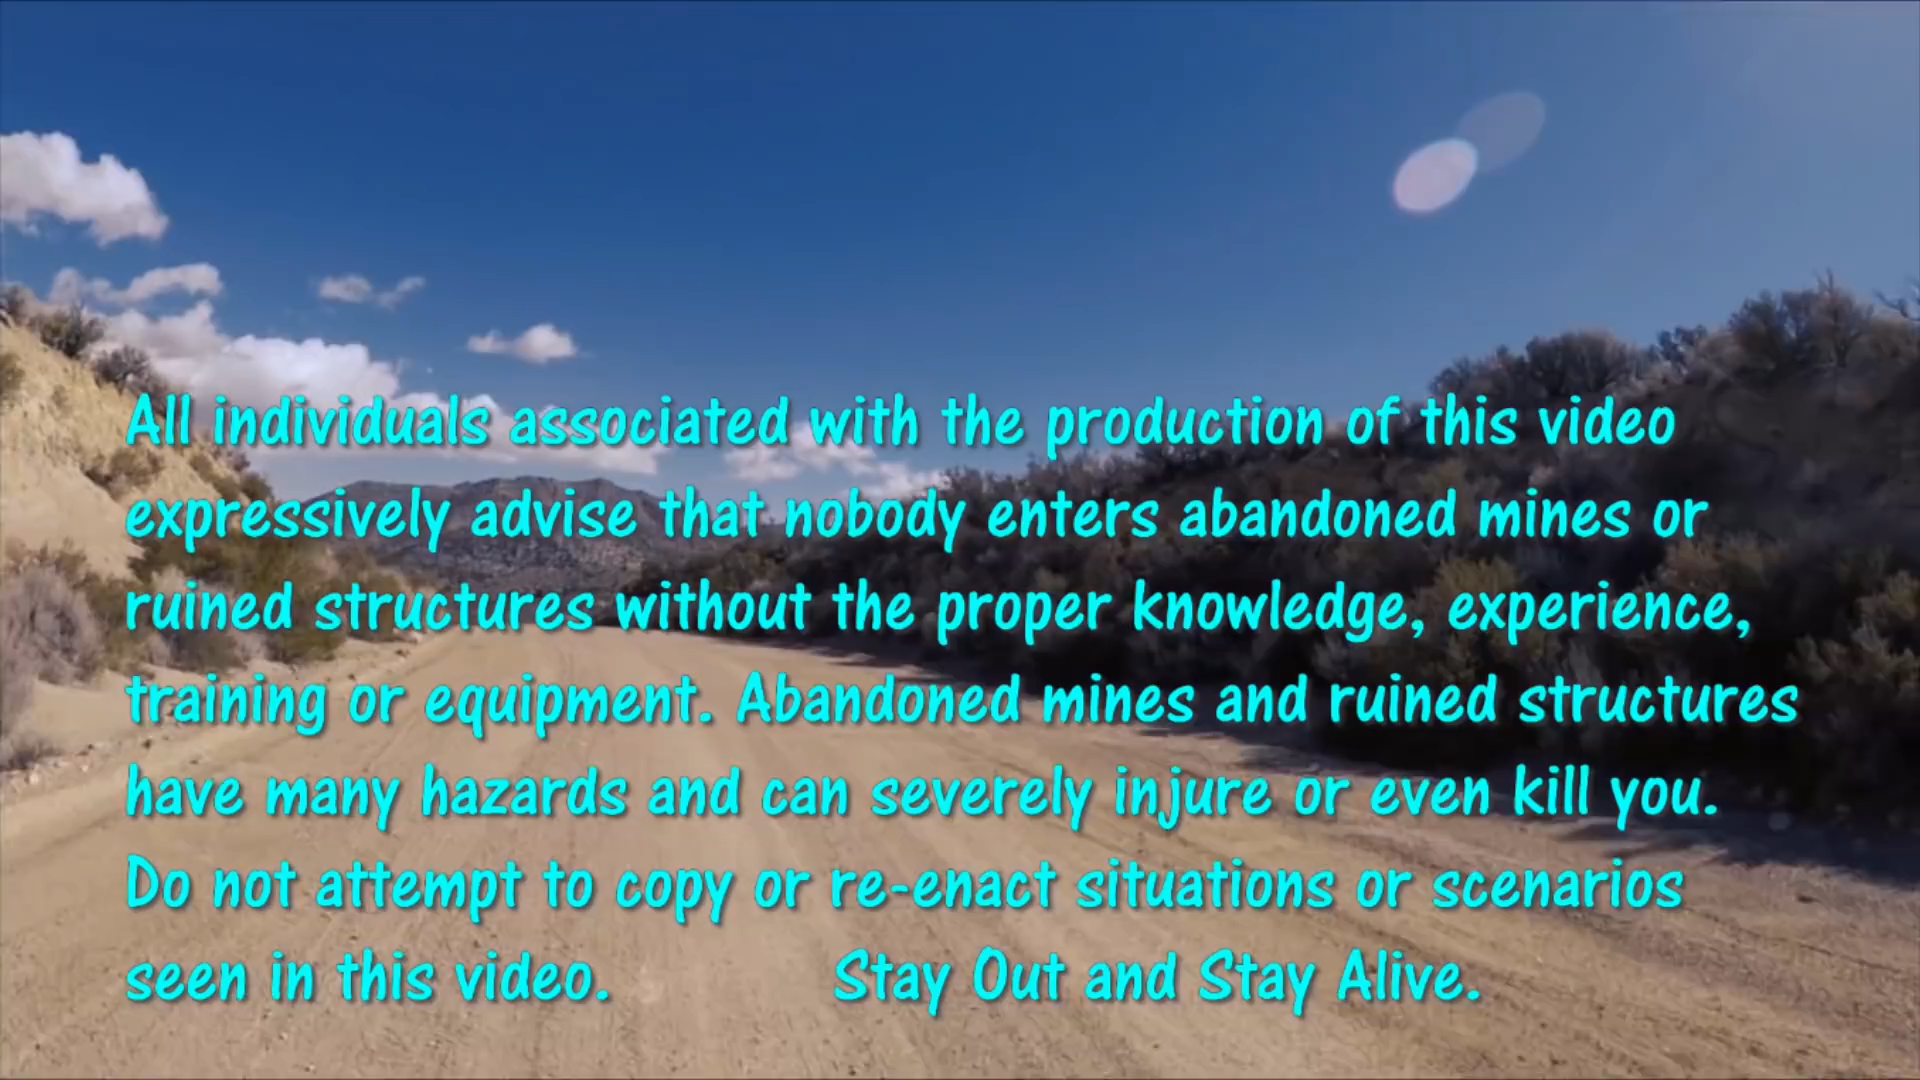 All individuals associated with the production of this video
expressively advise that nobody enters abandoned mines or
ruined structures without the proper knowledge, experience,
training or equipment. Abandoned mines and ruined structures
have many hazards and can severely injure or even kill you.
Do not attempt to copy or re-enact situations or scenarios
seen in this video. Stay Out and Stay Alive.